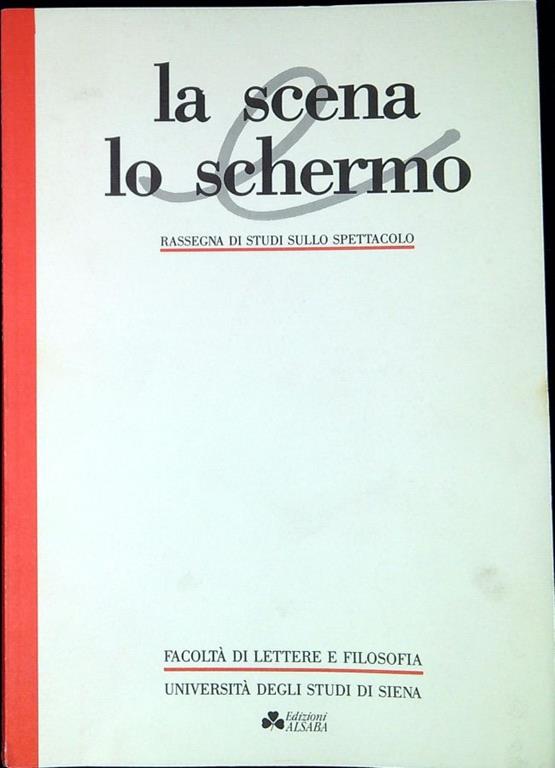 la scena
e
lo schermo
RASSEGNA DI STUDI SULLO SPETTACOLO
FACOLTÀ DI LETTERE E FILOSOFIA
UNIVERSITÀ DEGLI STUDI DI SIENA
Edizioni
ALSABA